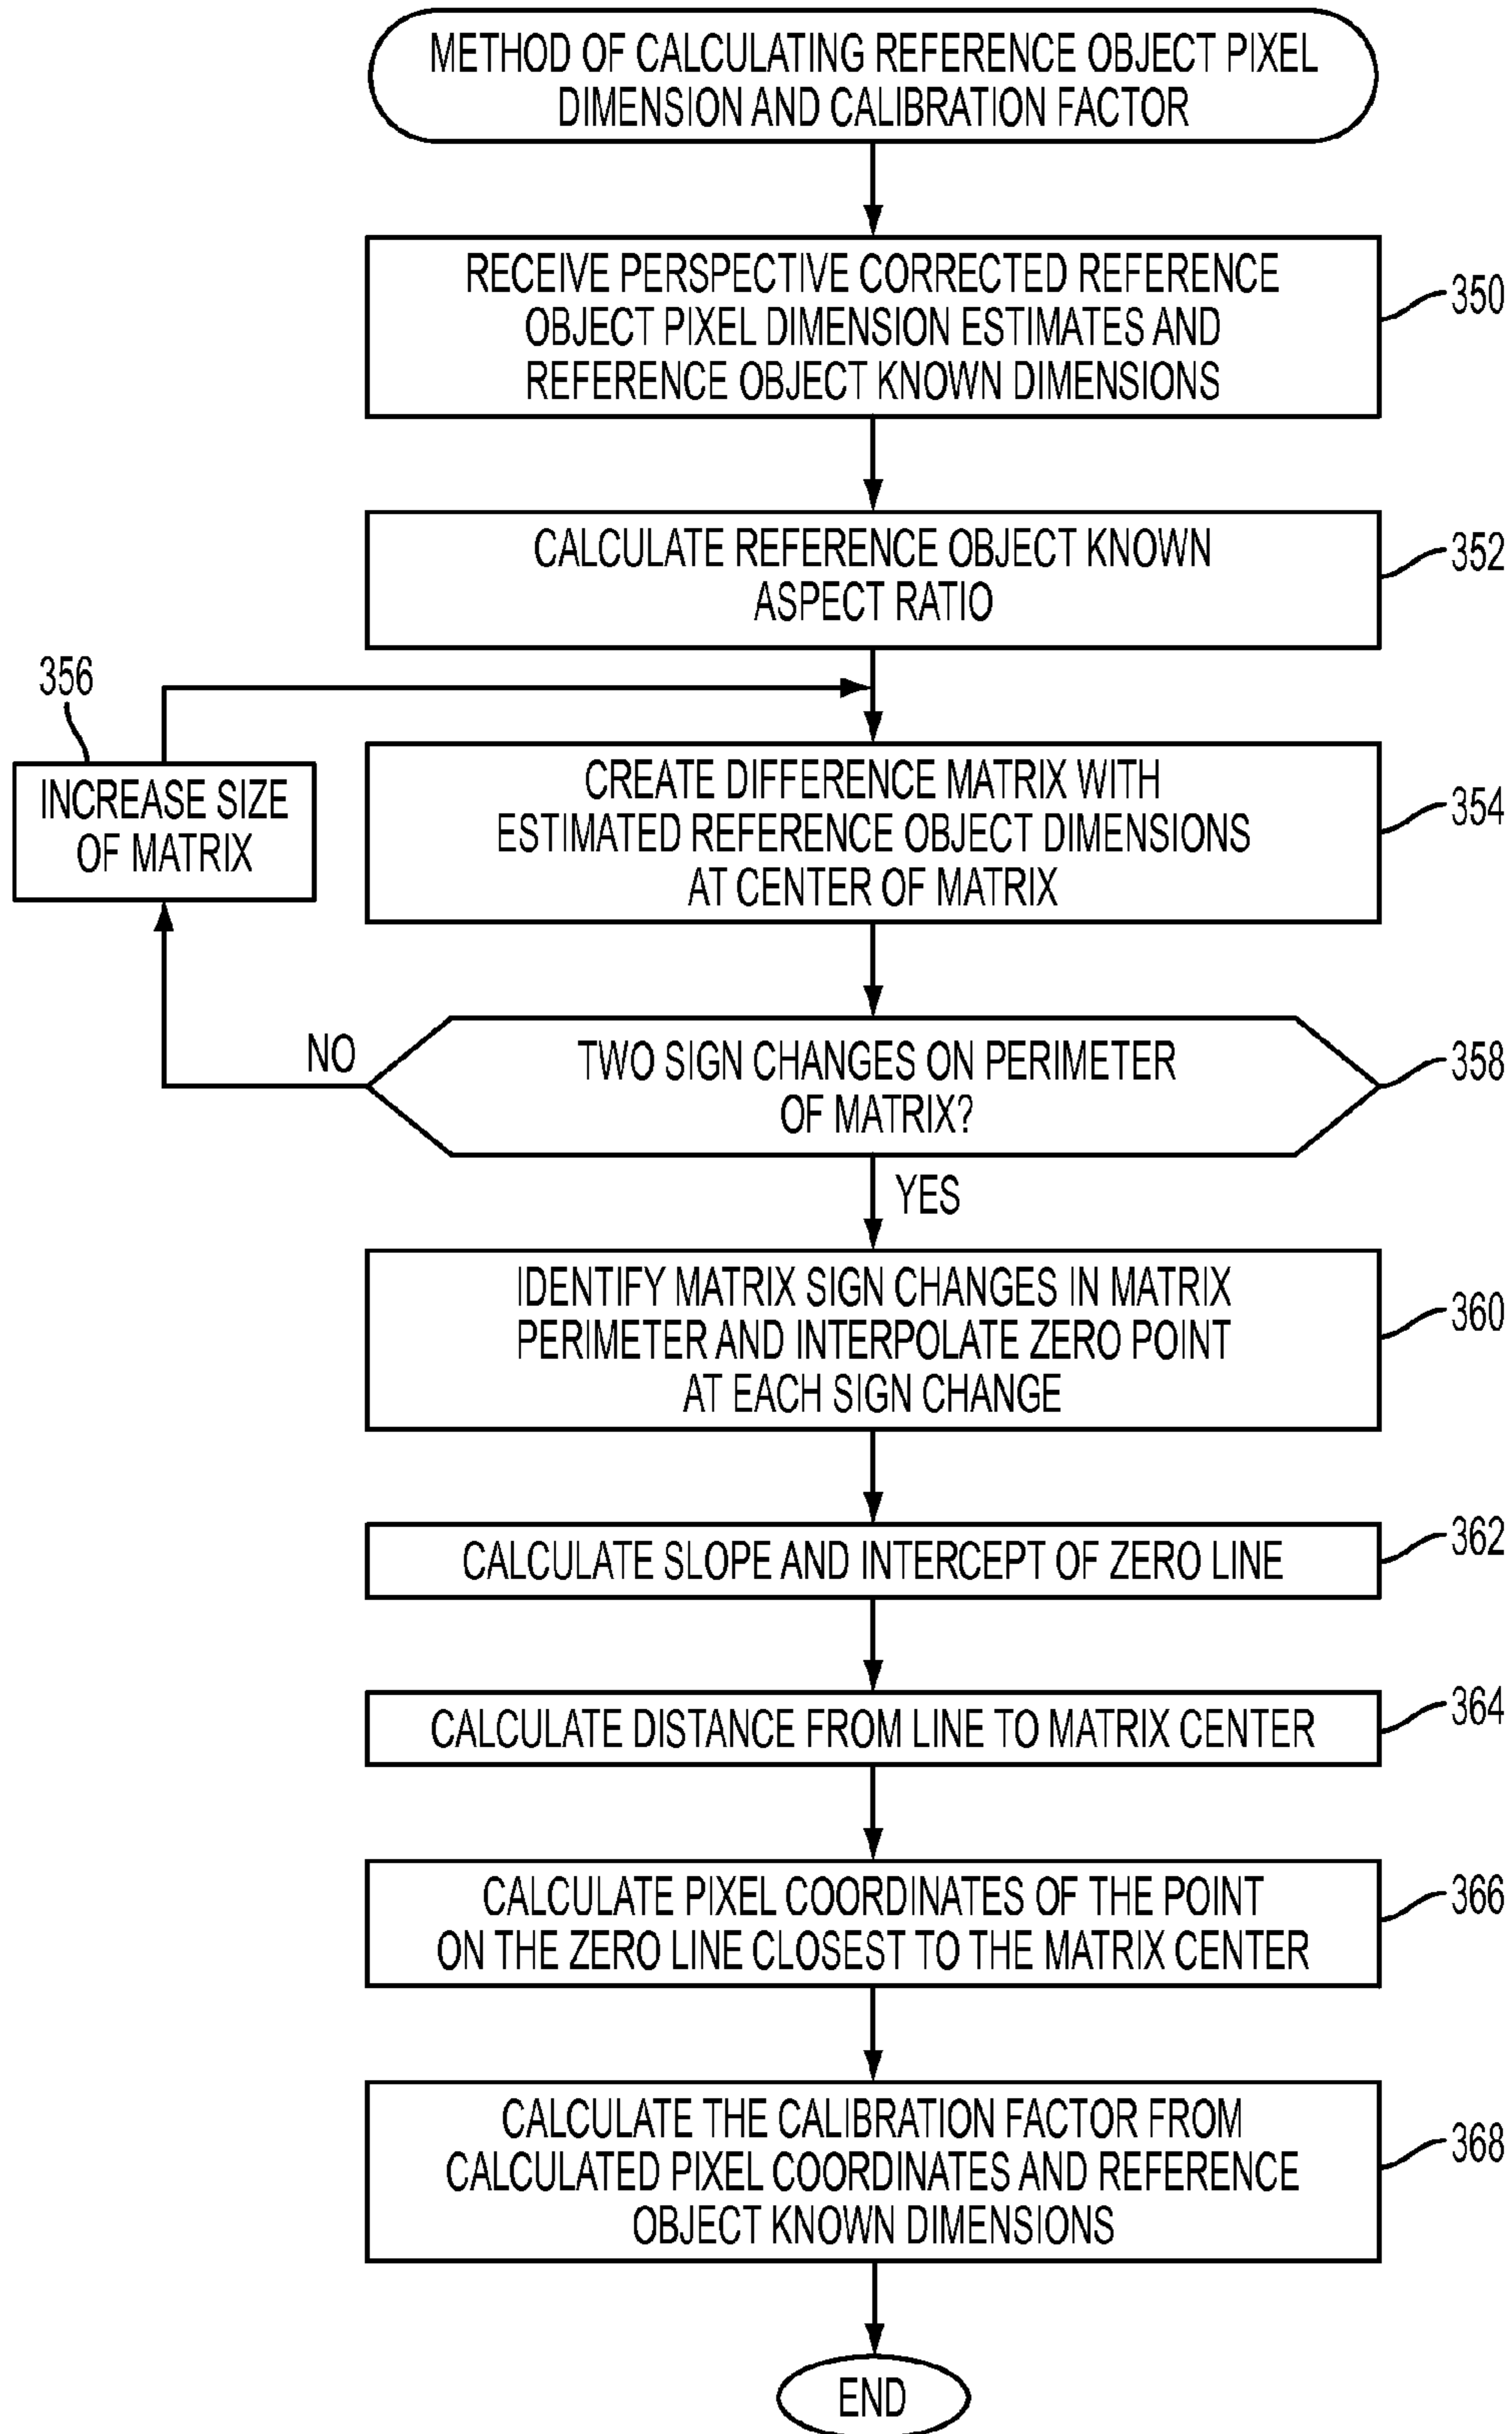 METHOD OF CALCULATING REFERENCE OBJECT PIXEL
DIMENSION AND CALIBRATION FACTOR
RECEIVE PERSPECTIVE CORRECTED REFERENCE
OBJECT PIXEL DIMENSION ESTIMATES AND
REFERENCE OBJECT KNOWN DIMENSIONS
350
CALCULATE REFERENCE OBJECT KNOWN
ASPECT RATIO
352
356
INCREASE SIZE
OF MATRIX
CREATE DIFFERENCE MATRIX WITH
ESTIMATED REFERENCE OBJECT DIMENSIONS
AT CENTER OF MATRIX
354
NO
TWO SIGN CHANGES ON PERIMETER
OF MATRIX?
358
YES
IDENTIFY MATRIX SIGN CHANGES IN MATRIX
PERIMETER AND INTERPOLATE ZERO POINT
AT EACH SIGN CHANGE
360
CALCULATE SLOPE AND INTERCEPT OF ZERO LINE
362
CALCULATE DISTANCE FROM LINE TO MATRIX CENTER
364
CALCULATE PIXEL COORDINATES OF THE POINT
ON THE ZERO LINE CLOSEST TO THE MATRIX CENTER
366
CALCULATE THE CALIBRATION FACTOR FROM
CALCULATED PIXEL COORDINATES AND REFERENCE
OBJECT KNOWN DIMENSIONS
368
END